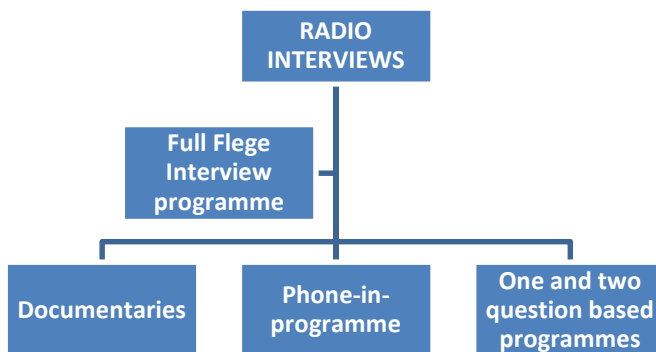 RADIO
INTERVIEWS
Full Flege
Interview
programme
Documentaries
Phone-in-
programme
One and two
question based
programmes